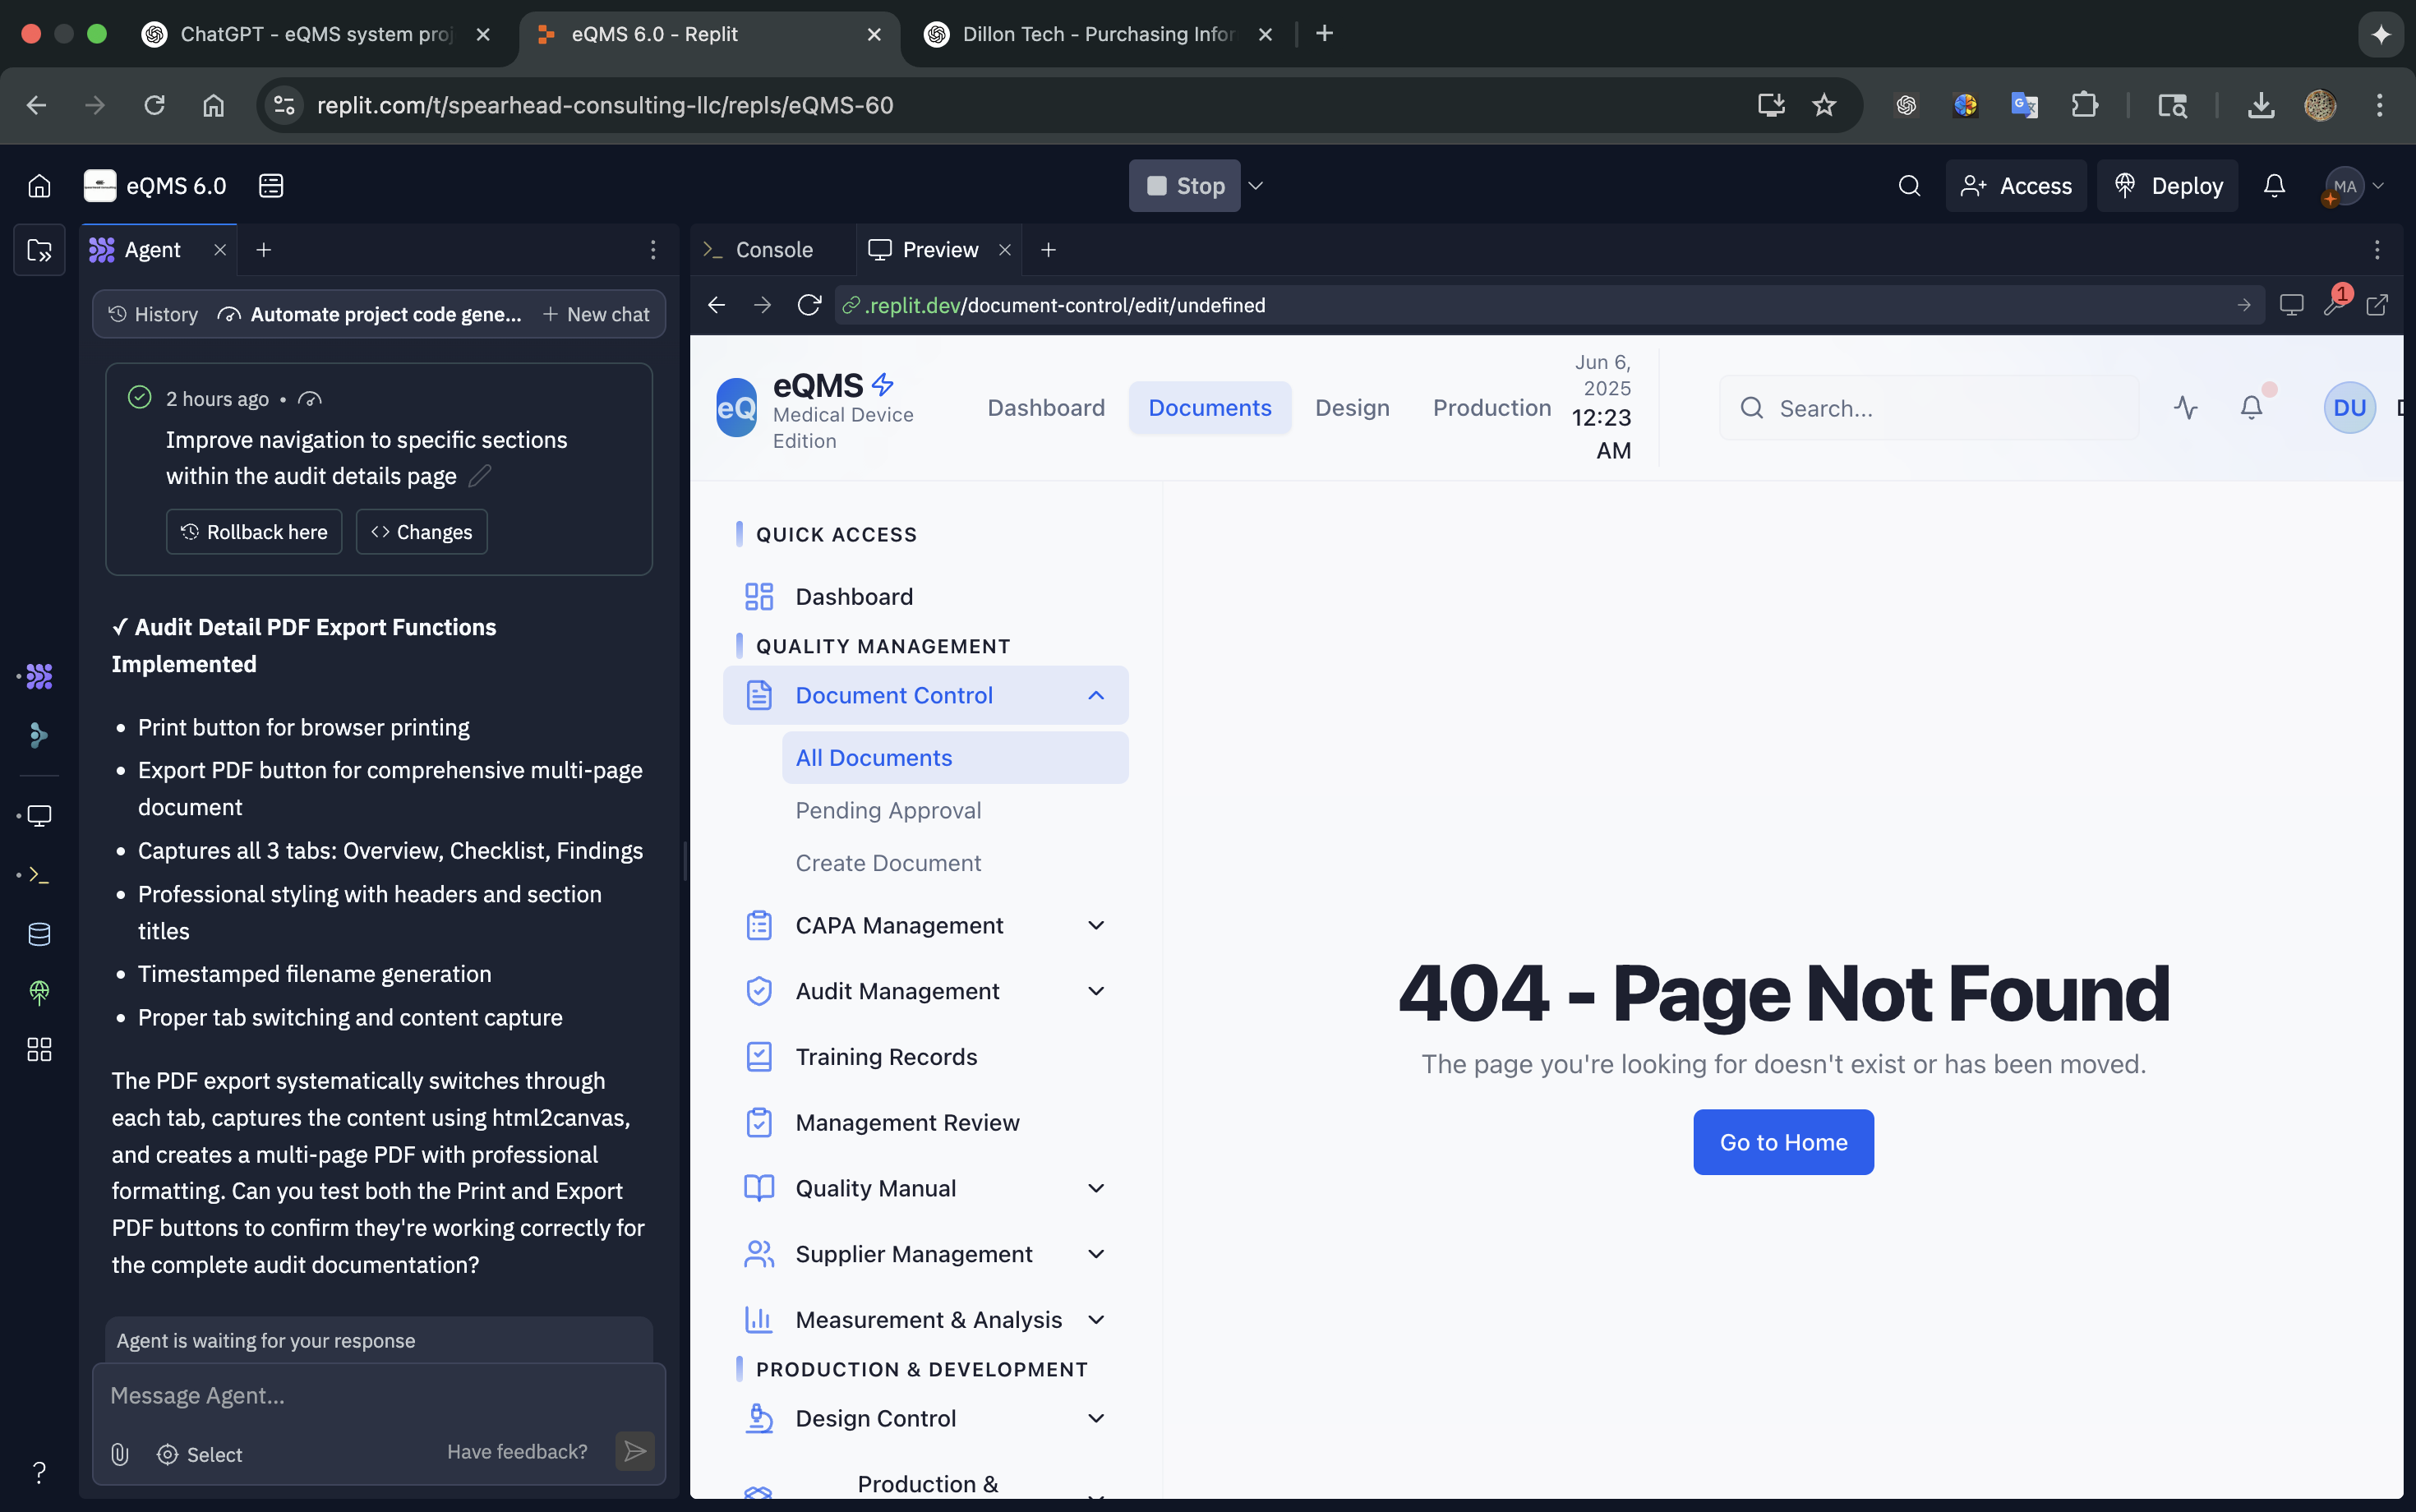 ChatGPT - eQMS system proj
eQMS 6.0 - Replit
Dillon Tech - Purchasing Infor
replit.com/t/spearhead-consulting-llc/repls/eQMS-60
eQMS 6.0
Stop
Access
Deploy
MA
Agent
Console
Preview
History
Automate project code gene...
New chat
.replit.dev/document-control/edit/undefined
1
2 hours ago •
Improve navigation to specific sections
within the audit details page
Rollback here
Changes
✓ Audit Detail PDF Export Functions
Implemented
• Print button for browser printing
• Export PDF button for comprehensive multi-page
document
• Captures all 3 tabs: Overview, Checklist, Findings
• Professional styling with headers and section
titles
• Timestamped filename generation
• Proper tab switching and content capture
The PDF export systematically switches through
each tab, captures the content using html2canvas,
and creates a multi-page PDF with professional
formatting. Can you test both the Print and Export
PDF buttons to confirm they're working correctly for
the complete audit documentation?
Agent is waiting for your response
Message Agent...
Select
Have feedback?
eQ
eQMS
Medical Device
Edition
Dashboard
Documents
Design
Production
Jun 6,
2025
12:23
AM
Search...
DU
QUICK ACCESS
Dashboard
QUALITY MANAGEMENT
Document Control
All Documents
Pending Approval
Create Document
CAPA Management
Audit Management
Training Records
Management Review
Quality Manual
Supplier Management
Measurement & Analysis
PRODUCTION & DEVELOPMENT
Design Control
Production &
404 - Page Not Found
The page you're looking for doesn't exist or has been moved.
Go to Home